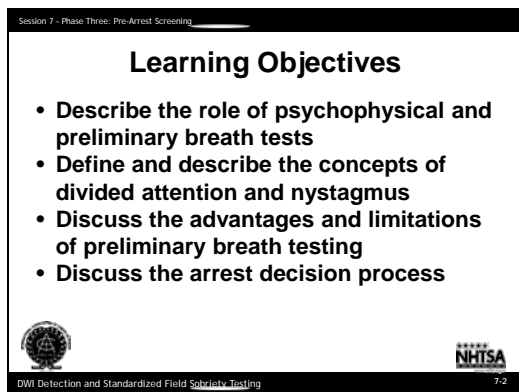 Session 7 - Phase Three: Pre-Arrest Screening
Learning Objectives
• Describe the role of psychophysical and
preliminary breath tests
• Define and describe the concepts of
divided attention and nystagmus
• Discuss the advantages and limitations
of preliminary breath testing
• Discuss the arrest decision process
NHTSA
DWI Detection and Standardized Field Sobriety Testing
7-2